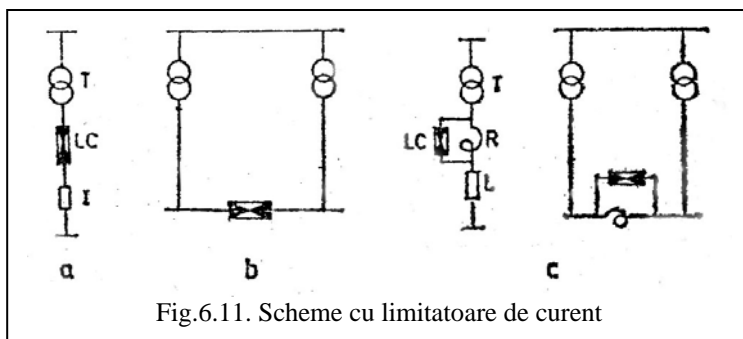 T
LC
I
a
b
T
LC
R
L
c
Fig.6.11. Scheme cu limitatoare de curent